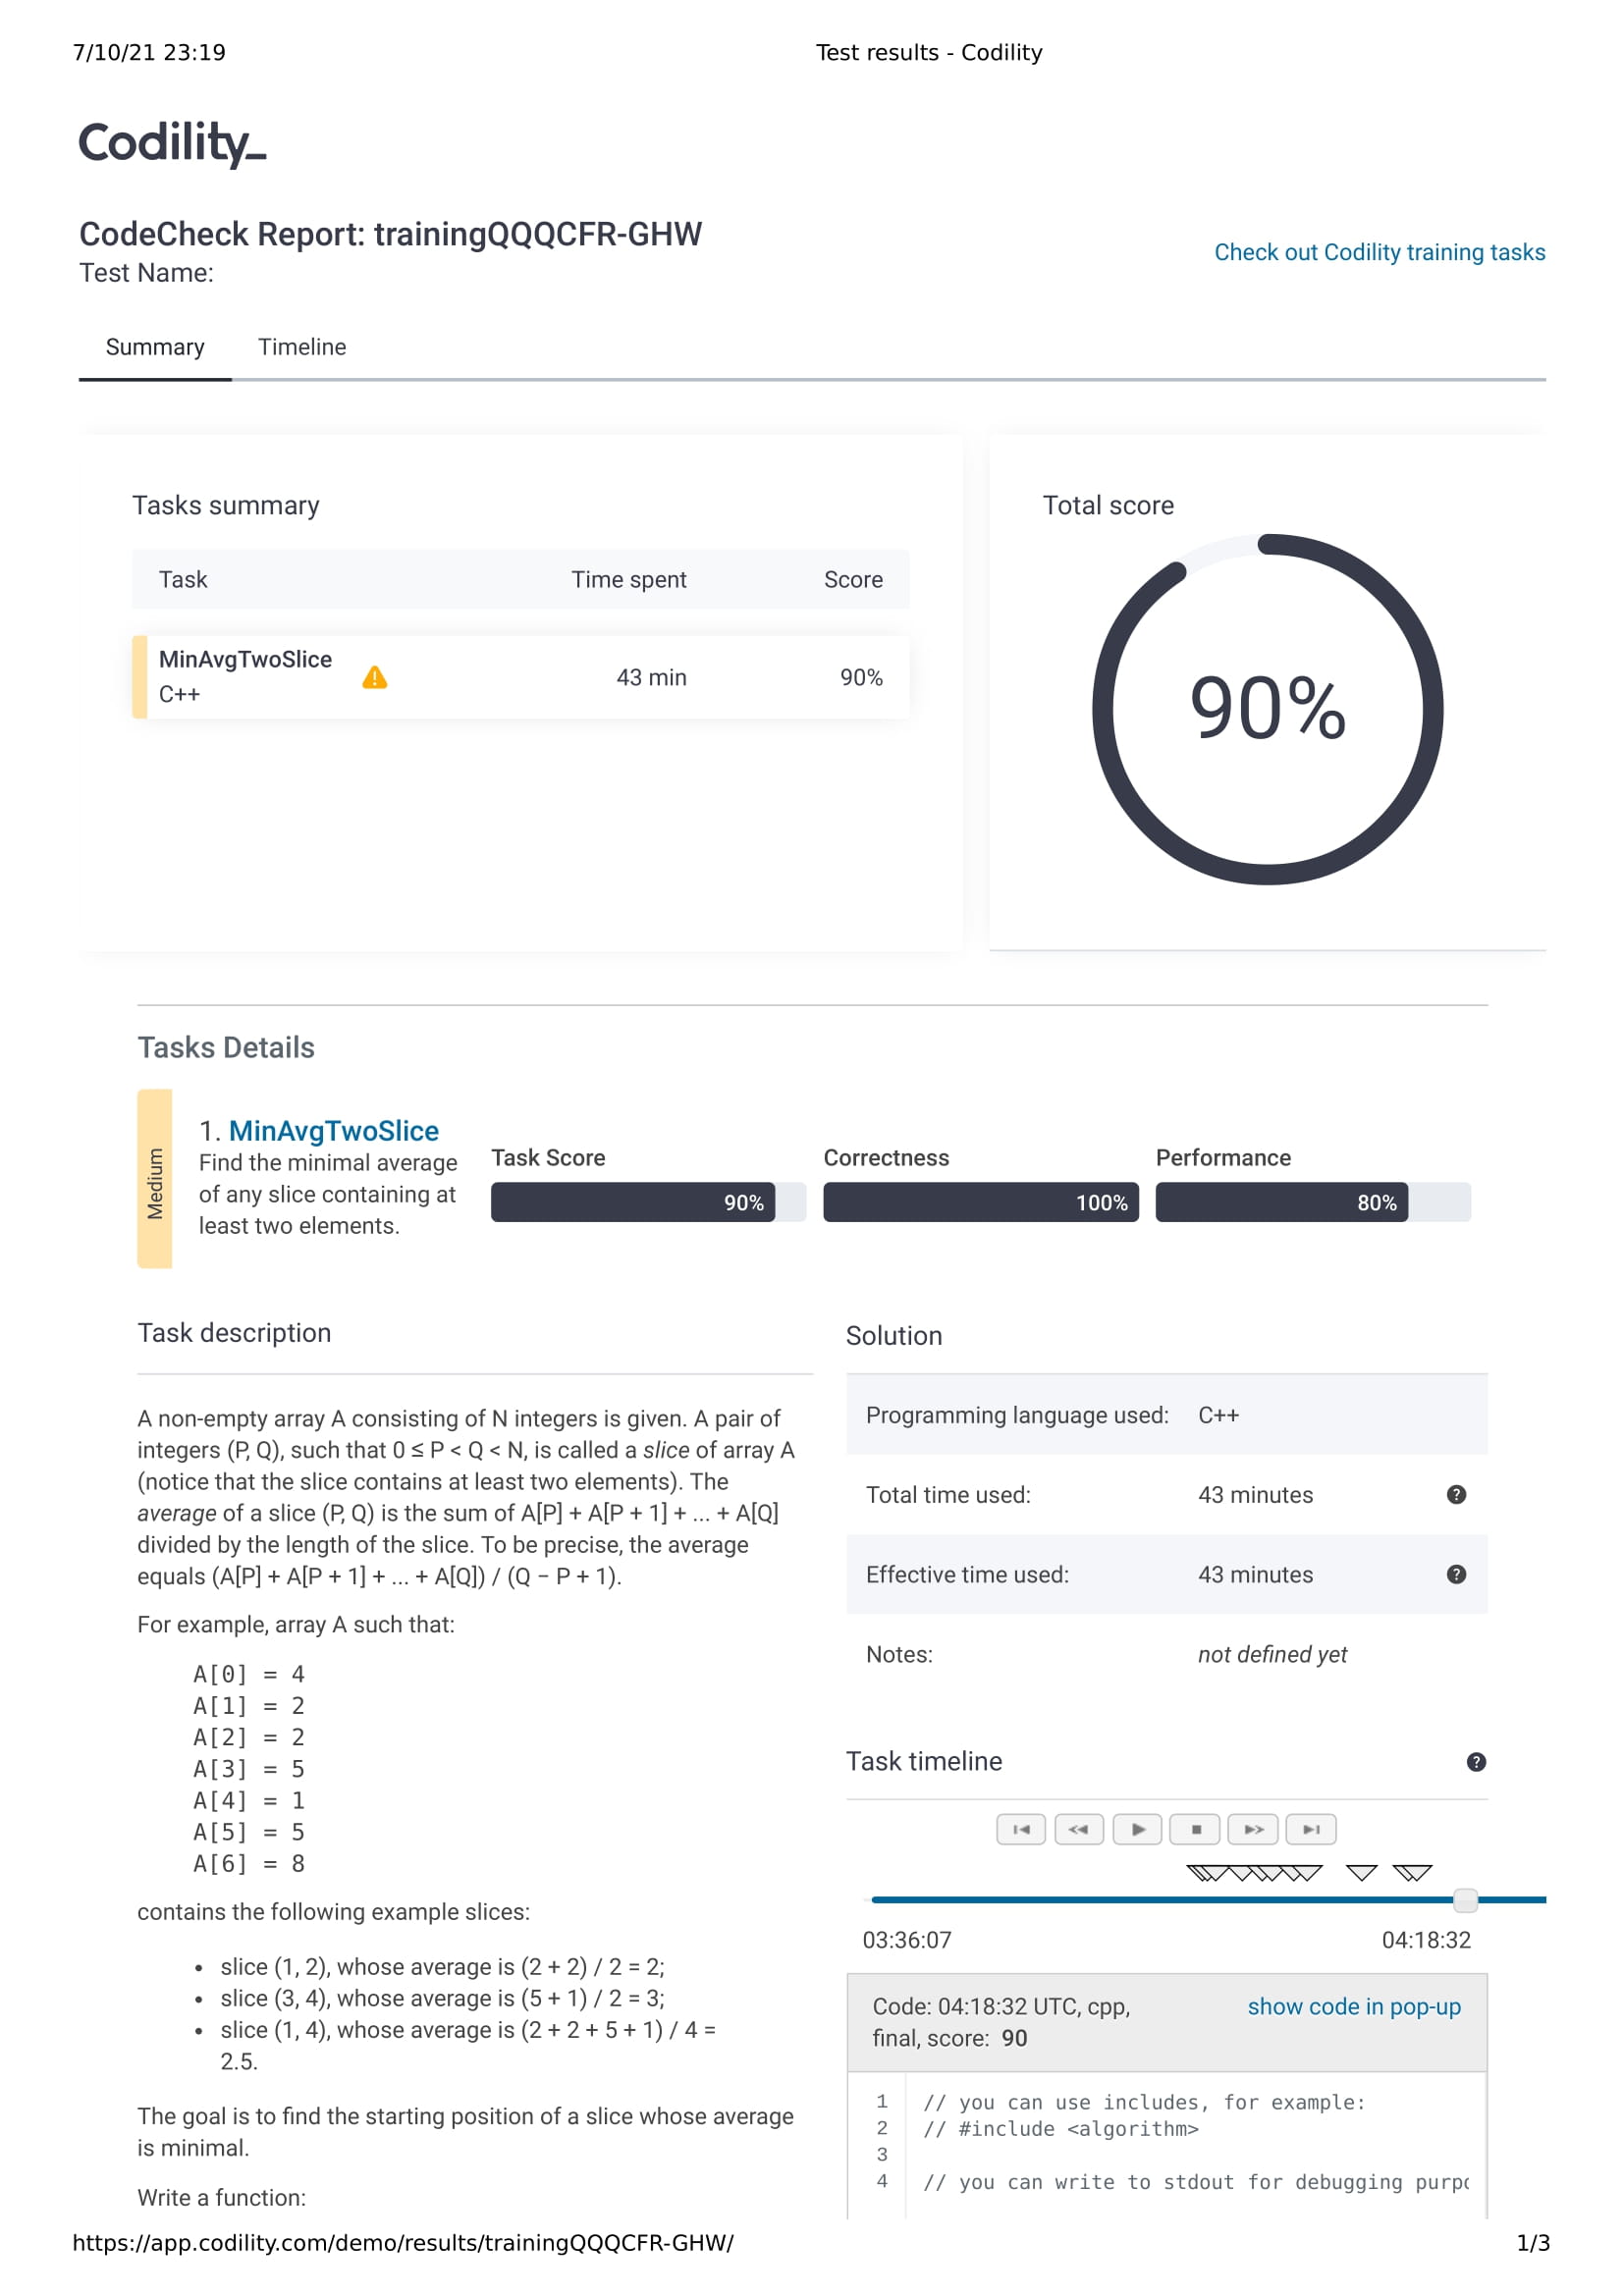 7/10/21 23:19
Test results - Codility
Codility_
CodeCheck Report: trainingQQQCFR-GHW
Test Name:
Check out Codility training tasks
Summary
Timeline
Tasks summary
Task Time spent Score
MinAvgTwoSlice
C++
43 min
90%
Total score
90%
Tasks Details
Medium
1. MinAvgTwoSlice
Find the minimal average
of any slice containing at
least two elements.
Task Score
90%
Correctness
100%
Performance
80%
Task description
A non-empty array A consisting of N integers is given. A pair of
integers (P, Q), such that 0 ≤ P < Q < N, is called a slice of array A
(notice that the slice contains at least two elements). The
average of a slice (P, Q) is the sum of A[P] + A[P + 1] + ... + A[Q]
divided by the length of the slice. To be precise, the average
equals (A[P] + A[P + 1] + ... + A[Q]) / (Q − P + 1).
For example, array A such that:
A[0] = 4
A[1] = 2
A[2] = 2
A[3] = 5
A[4] = 1
A[5] = 5
A[6] = 8
contains the following example slices:
• slice (1, 2), whose average is (2 + 2) / 2 = 2;
• slice (3, 4), whose average is (5 + 1) / 2 = 3;
• slice (1, 4), whose average is (2 + 2 + 5 + 1) / 4 =
2.5.
The goal is to find the starting position of a slice whose average
is minimal.
Write a function:
Solution
Programming language used: C++
Total time used: 43 minutes ?
Effective time used: 43 minutes ?
Notes: not defined yet
Task timeline ?
03:36:07 04:18:32
Code: 04:18:32 UTC, cpp,
final, score: 90
show code in pop-up
1 // you can use includes, for example:
2 // #include <algorithm>
3
4 // you can write to stdout for debugging purpo
https://app.codility.com/demo/results/trainingQQQCFR-GHW/
1/3